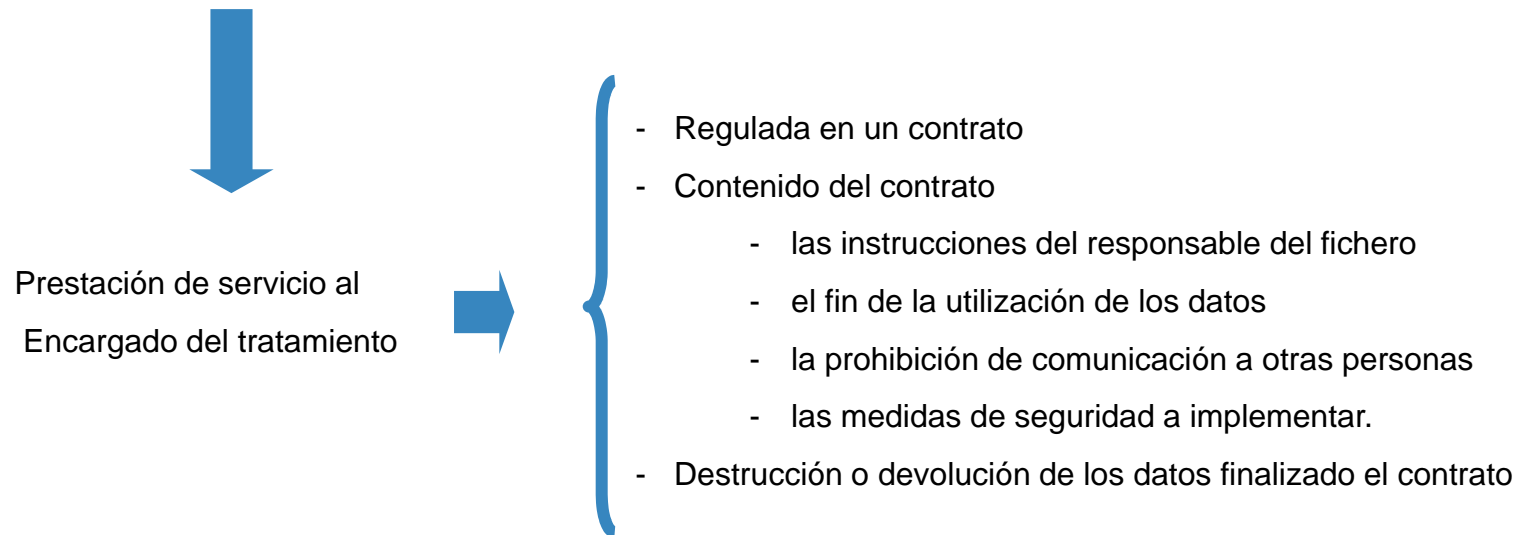 Prestación de servicio al
Encargado del tratamiento
- Regulada en un contrato
- Contenido del contrato
- las instrucciones del responsable del fichero
- el fin de la utilización de los datos
- la prohibición de comunicación a otras personas
- las medidas de seguridad a implementar.
- Destrucción o devolución de los datos finalizado el contrato